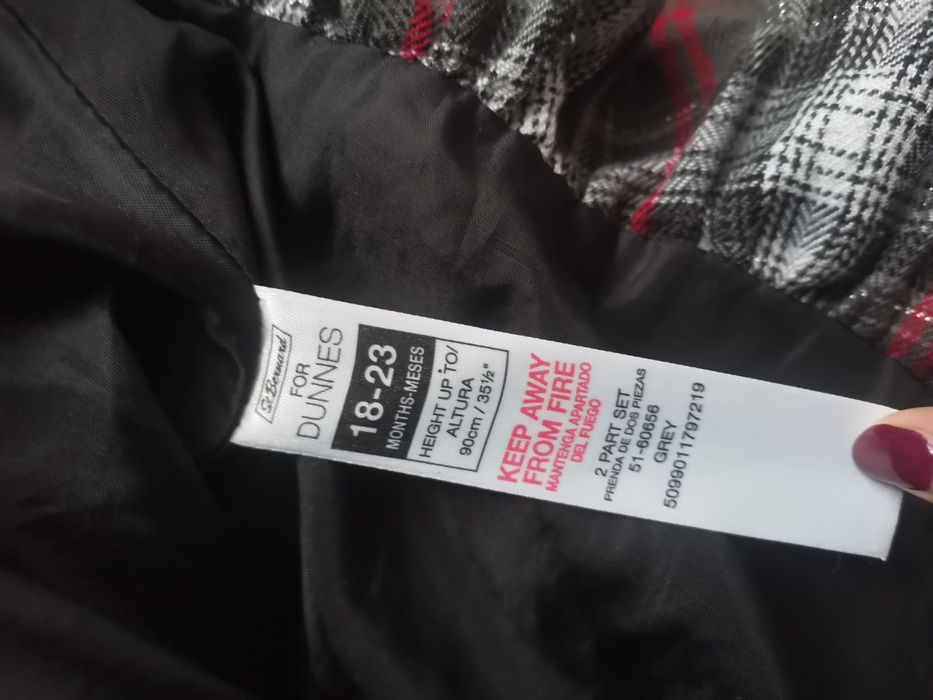 St. Bernard
FOR
DUNNES
18-23
MONTHS-MESES
HEIGHT UP TO/
ALTURA
90cm / 35½"
KEEP AWAY
FROM FIRE
MANTENGA APARTADO
DEL FUEGO
2 PART SET
PRENDA DE DOS PIEZAS
51-60656
GREY
5099011797219